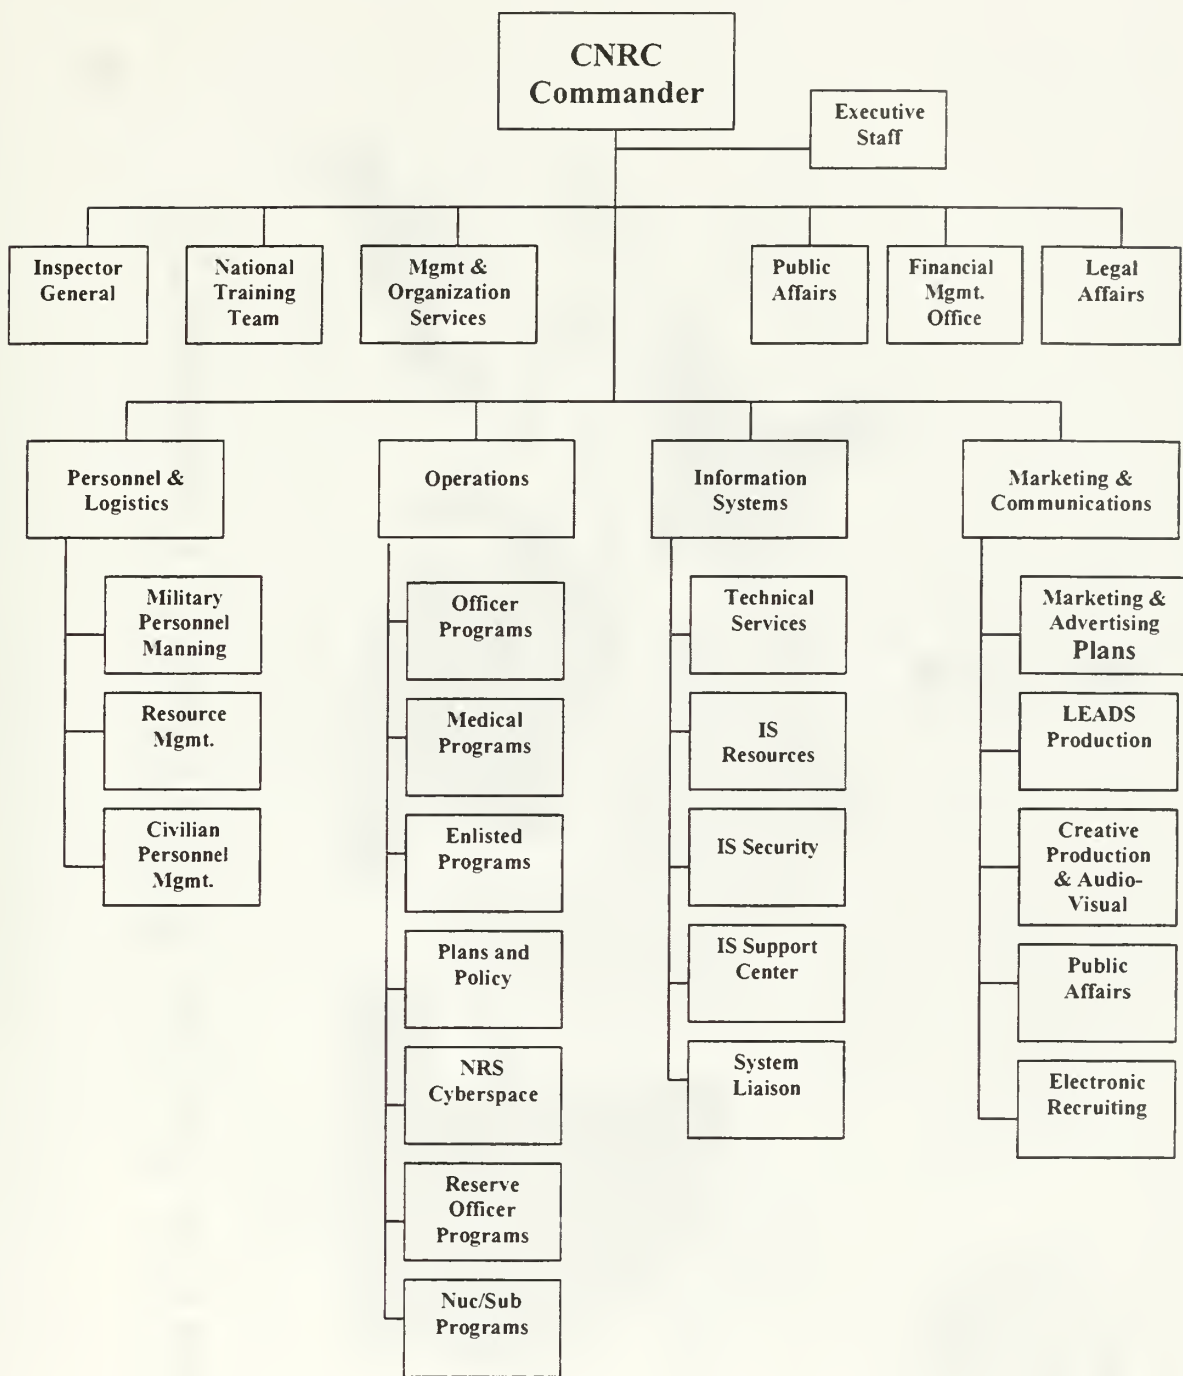 CNRC
Commander
Executive
Staff
Inspector
General
National
Training
Team
Mgmt &
Organization
Services
Public
Affairs
Financial
Mgmt.
Office
Legal
Affairs
Personnel &
Logistics
Military
Personnel
Manning
Resource
Mgmt.
Civilian
Personnel
Mgmt.
Operations
Officer
Programs
Medical
Programs
Enlisted
Programs
Plans and
Policy
NRS
Cyberspace
Reserve
Officer
Programs
Nuc/Sub
Programs
Information
Systems
Technical
Services
IS
Resources
IS Security
IS Support
Center
System
Liaison
Marketing &
Communications
Marketing &
Advertising
Plans
LEADS
Production
Creative
Production
& Audio-
Visual
Public
Affairs
Electronic
Recruiting